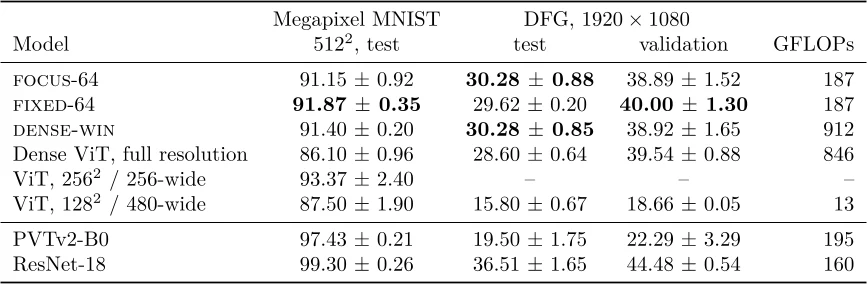 Megapixel MNIST DFG, 1920 × 1080
Model 512², test test validation GFLOPs
FOCUS-64 91.15 ± 0.92 30.28 ± 0.88 38.89 ± 1.52 187
FIXED-64 91.87 ± 0.35 29.62 ± 0.20 40.00 ± 1.30 187
DENSE-WIN 91.40 ± 0.20 30.28 ± 0.85 38.92 ± 1.65 912
Dense ViT, full resolution 86.10 ± 0.96 28.60 ± 0.64 39.54 ± 0.88 846
ViT, 256² / 256-wide 93.37 ± 2.40 – – –
ViT, 128² / 480-wide 87.50 ± 1.90 15.80 ± 0.67 18.66 ± 0.05 13
PVTv2-B0 97.43 ± 0.21 19.50 ± 1.75 22.29 ± 3.29 195
ResNet-18 99.30 ± 0.26 36.51 ± 1.65 44.48 ± 0.54 160